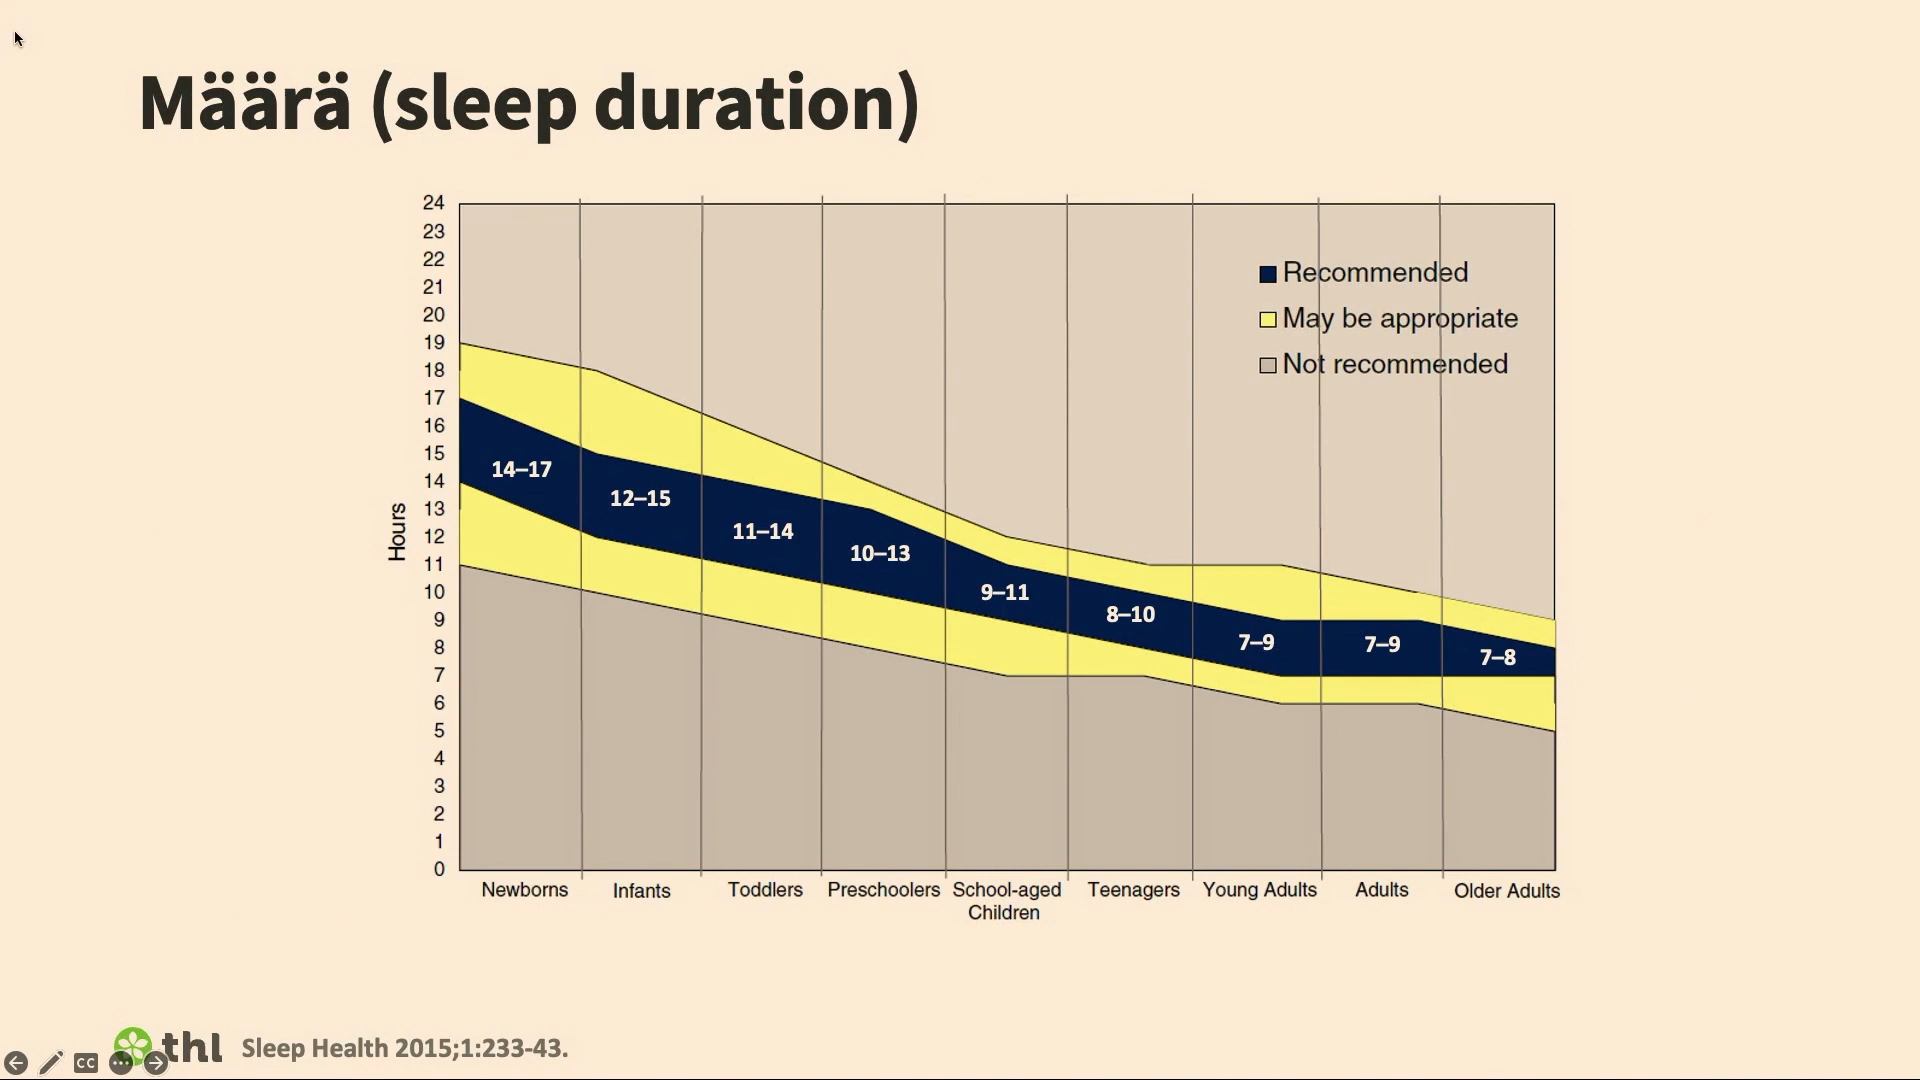 Määrä (sleep duration)
24
23
22
21
20
19
18
17
16
15
14
13
12
11
10
9
8
7
6
5
4
3
2
1
0
Hours
Recommended
May be appropriate
Not recommended
14–17
12–15
11–14
10–13
9–11
8–10
7–9
7–9
7–8
Newborns
Infants
Toddlers
Preschoolers
School-aged
Children
Teenagers
Young Adults
Adults
Older Adults
thl
Sleep Health 2015;1:233-43.
CC